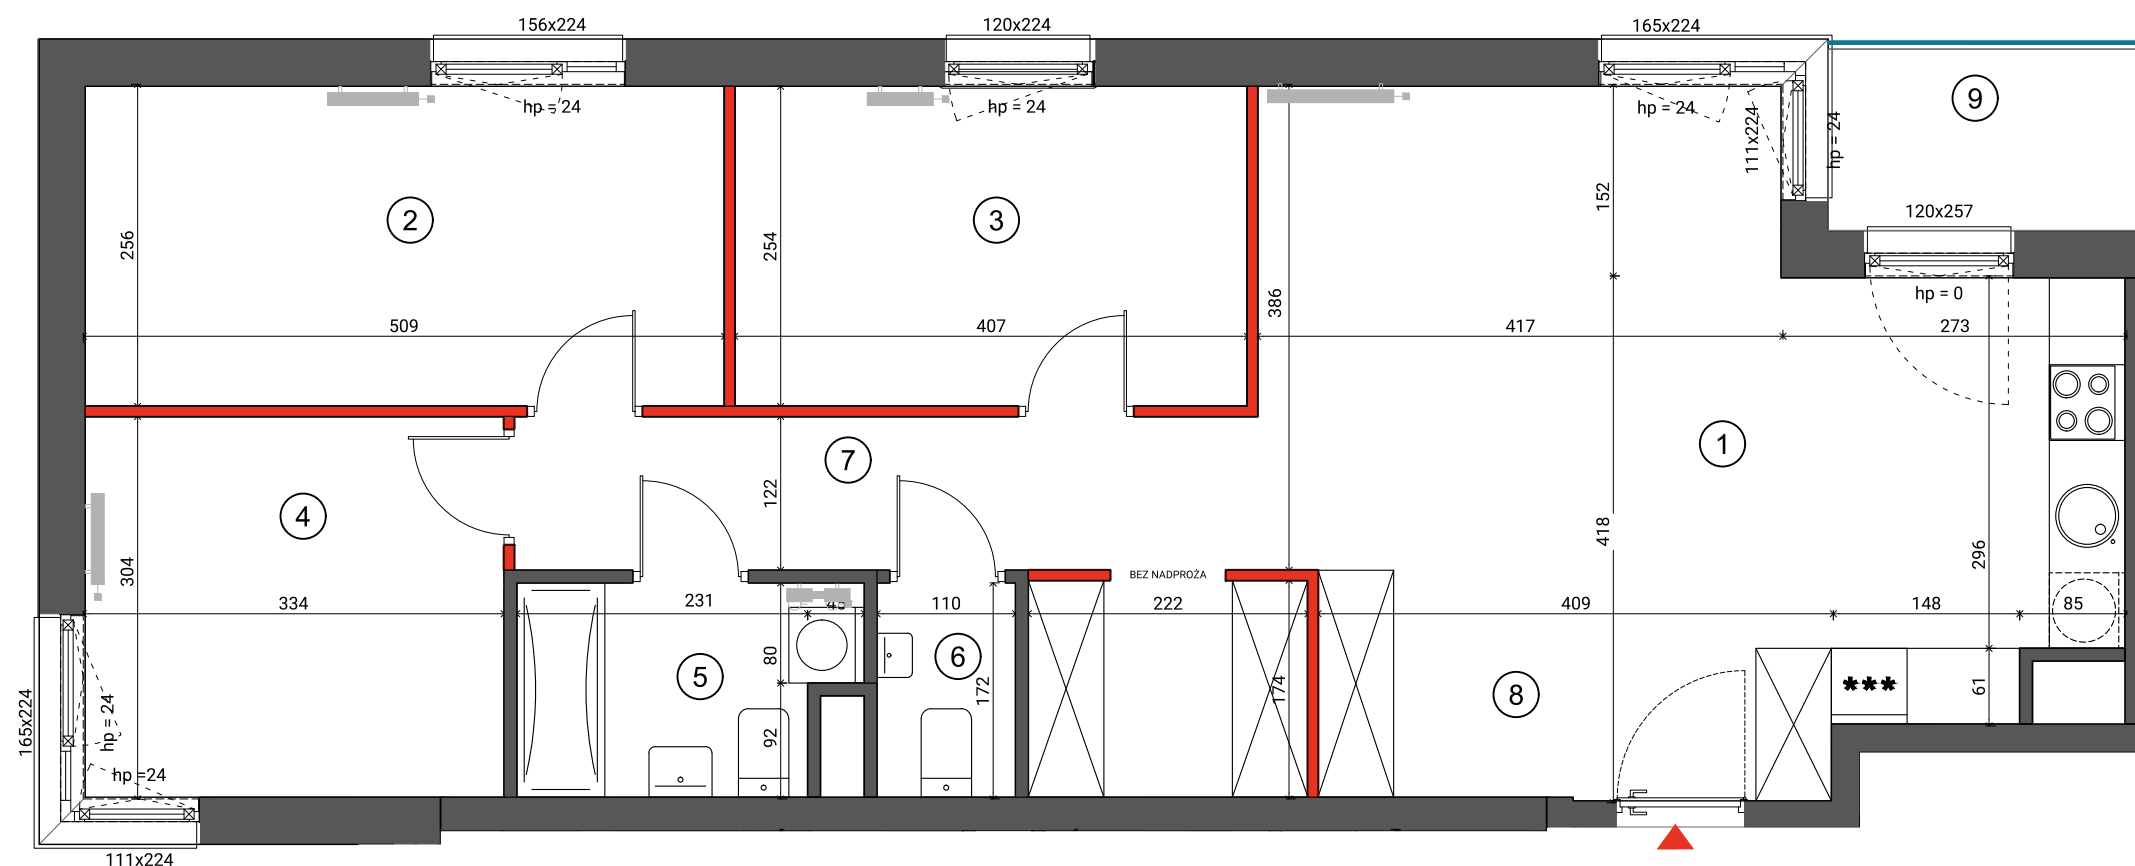 156x224
120x224
165x224
hp = 24
hp = 24
hp = 24
111x224
hp = 24
9
2
3
152
120x257
256
254
386
hp = 0
509
407
417
273
1
7
4
122
418
304
296
BEZ NADPROŻA
334
231
45
110
222
409
148
85
5
80
6
172
174
8
***
61
165x224
hp = 24
92
hp =24
111x224